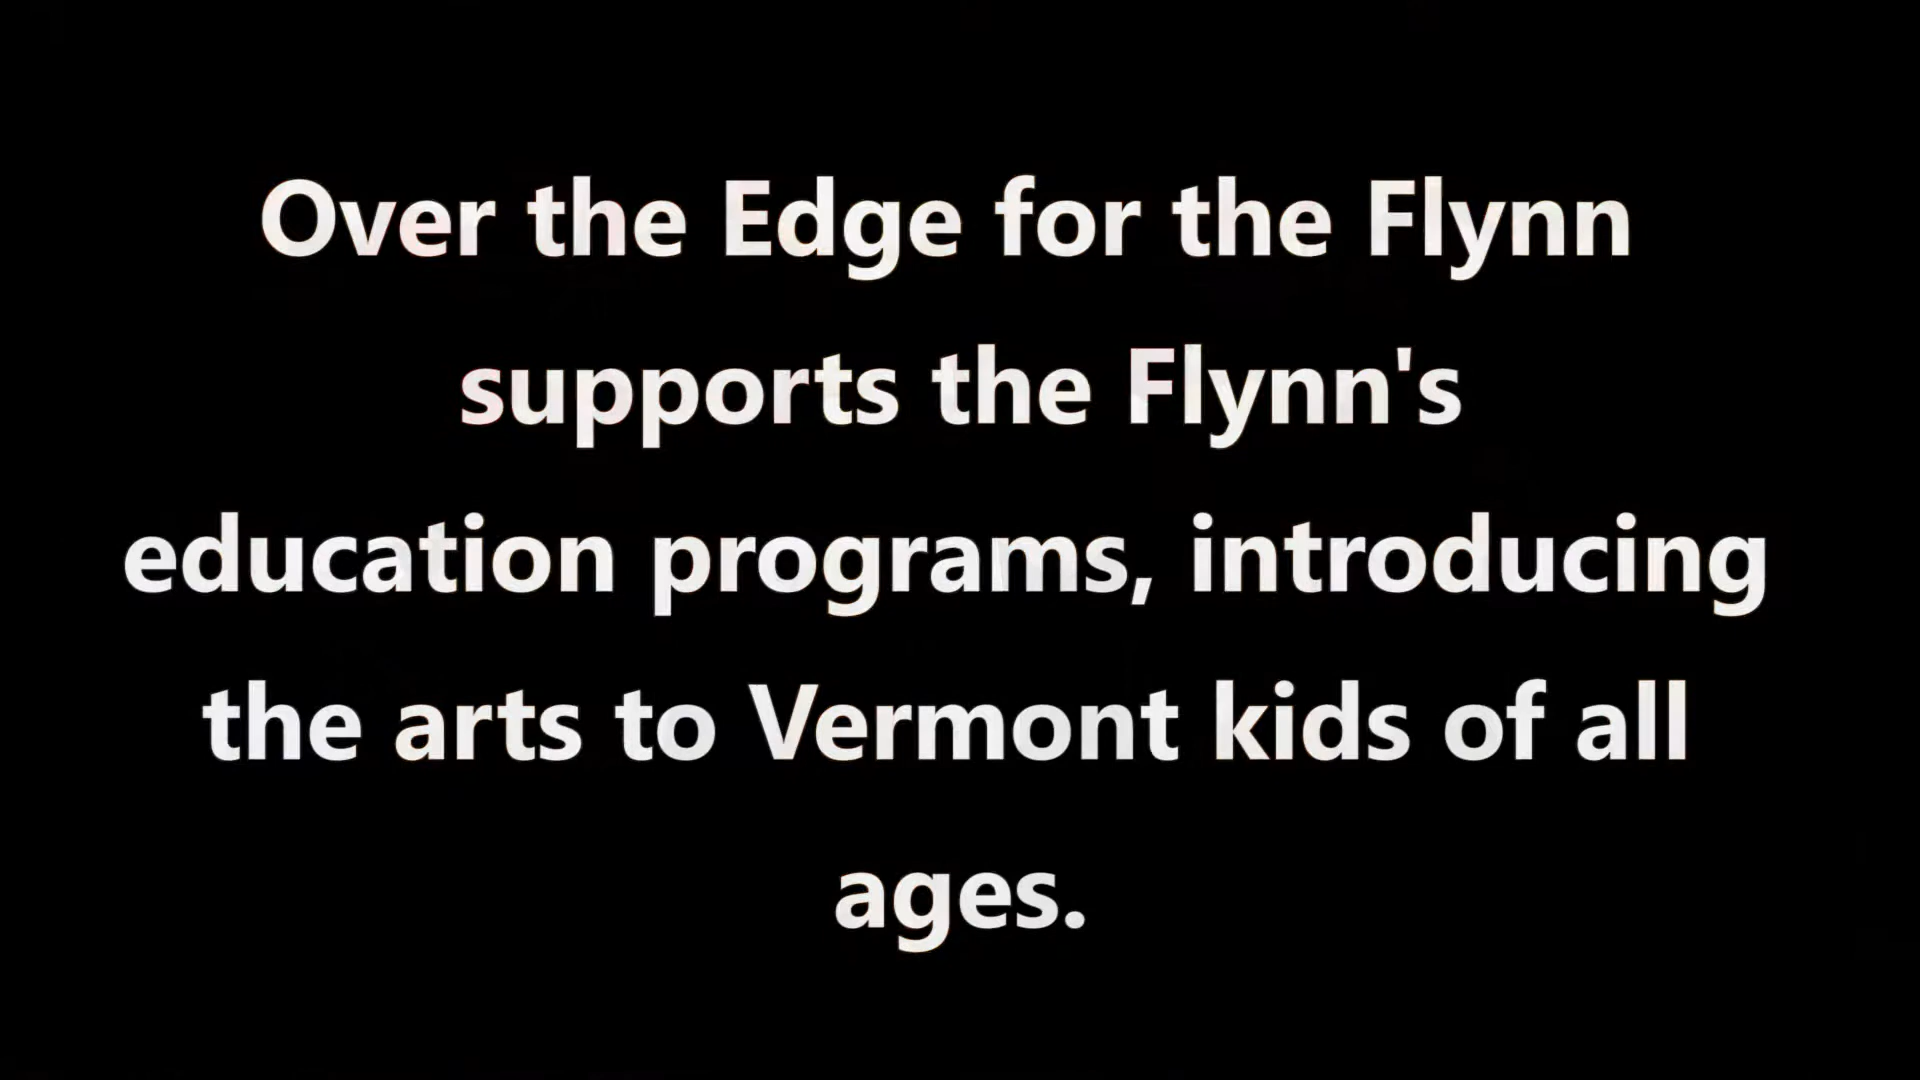 Over the Edge for the Flynn
supports the Flynn's
education programs, introducing
the arts to Vermont kids of all
ages.